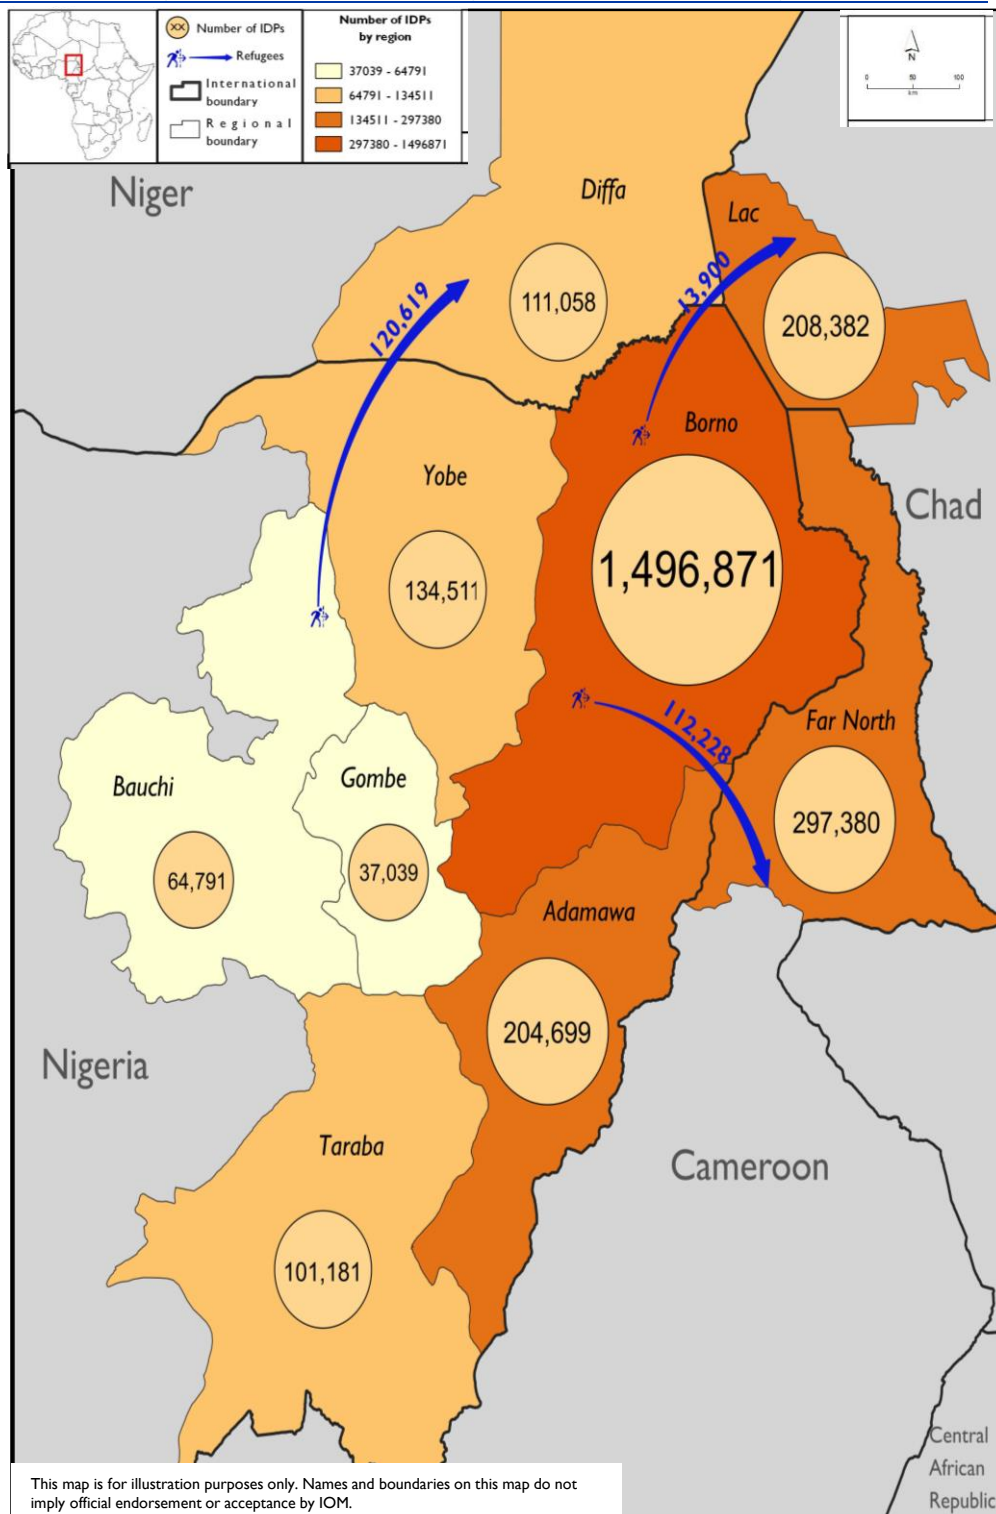 XX
Number of IDPs
Refugees
International
boundary
Regional
boundary
Number of IDPs
by region
37039 - 64791
64791 - 134511
134511 - 297380
297380 - 1496871
N
0 50 100
km
Niger
Diffa
Lac
120,619
111,058
13,900
208,382
Borno
Yobe
Chad
1,496,871
134,511
112,228
Far North
Bauchi
Gombe
297,380
64,791
37,039
Adamawa
204,699
Nigeria
Taraba
Cameroon
101,181
Central
African
Republic
This map is for illustration purposes only. Names and boundaries on this map do not
imply official endorsement or acceptance by IOM.